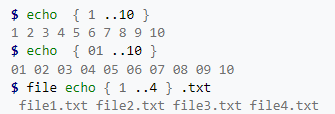 $ echo { 1 ..10 }
1 2 3 4 5 6 7 8 9 10
$ echo { 01 ..10 }
01 02 03 04 05 06 07 08 09 10
$ file echo { 1 ..4 } .txt
file1.txt file2.txt file3.txt file4.txt